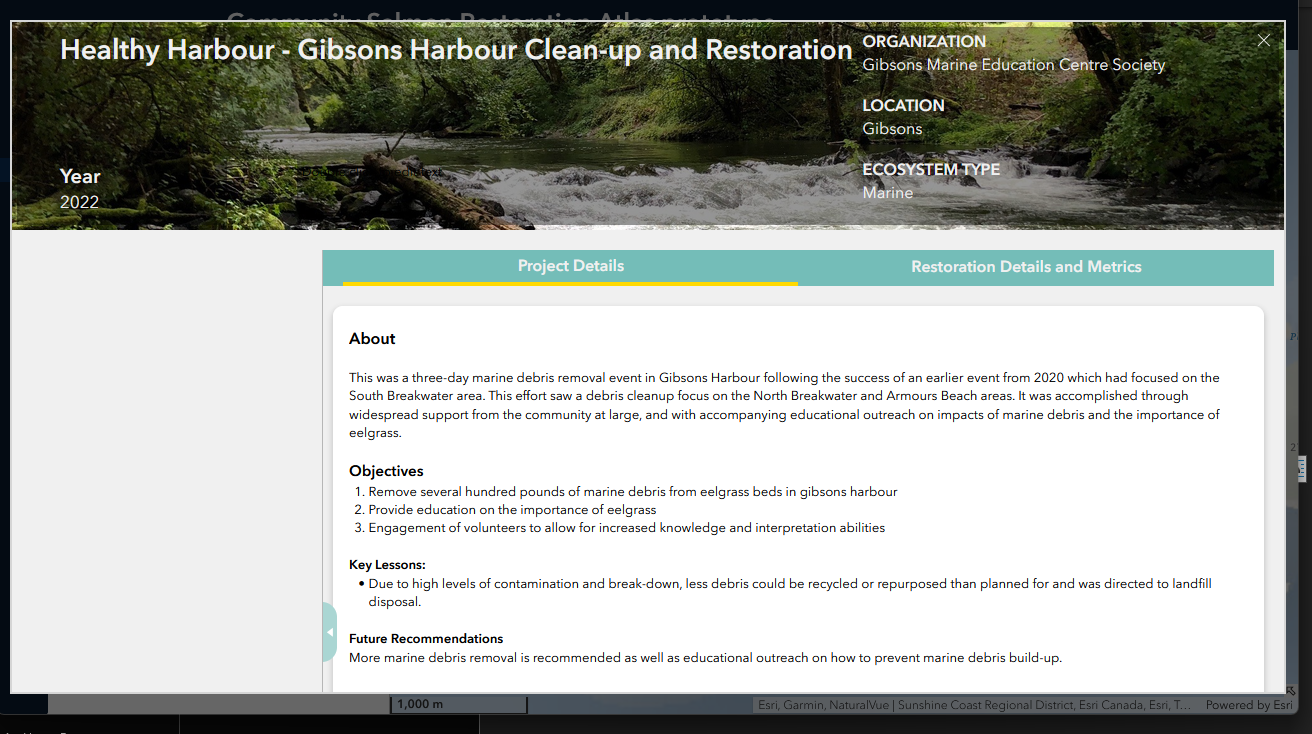 Community Salmon Restoration Atlas prototype
Healthy Harbour - Gibsons Harbour Clean-up and Restoration
ORGANIZATION
Gibsons Marine Education Centre Society
LOCATION
Gibsons
Year
2022
ECOSYSTEM TYPE
Marine
Project Details
Restoration Details and Metrics
About
This was a three-day marine debris removal event in Gibsons Harbour following the success of an earlier event from 2020 which had focused on the
South Breakwater area. This effort saw a debris cleanup focus on the North Breakwater and Armours Beach areas. It was accomplished through
widespread support from the community at large, and with accompanying educational outreach on impacts of marine debris and the importance of
eelgrass.
Objectives
1. Remove several hundred pounds of marine debris from eelgrass beds in gibsons harbour
2. Provide education on the importance of eelgrass
3. Engagement of volunteers to allow for increased knowledge and interpretation abilities
Key Lessons:
• Due to high levels of contamination and break-down, less debris could be recycled or repurposed than planned for and was directed to landfill
disposal.
Future Recommendations
More marine debris removal is recommended as well as educational outreach on how to prevent marine debris build-up.
1,000 m
Esri, Garmin, NaturalVue | Sunshine Coast Regional District, Esri Canada, Esri, T...
Powered by Esri